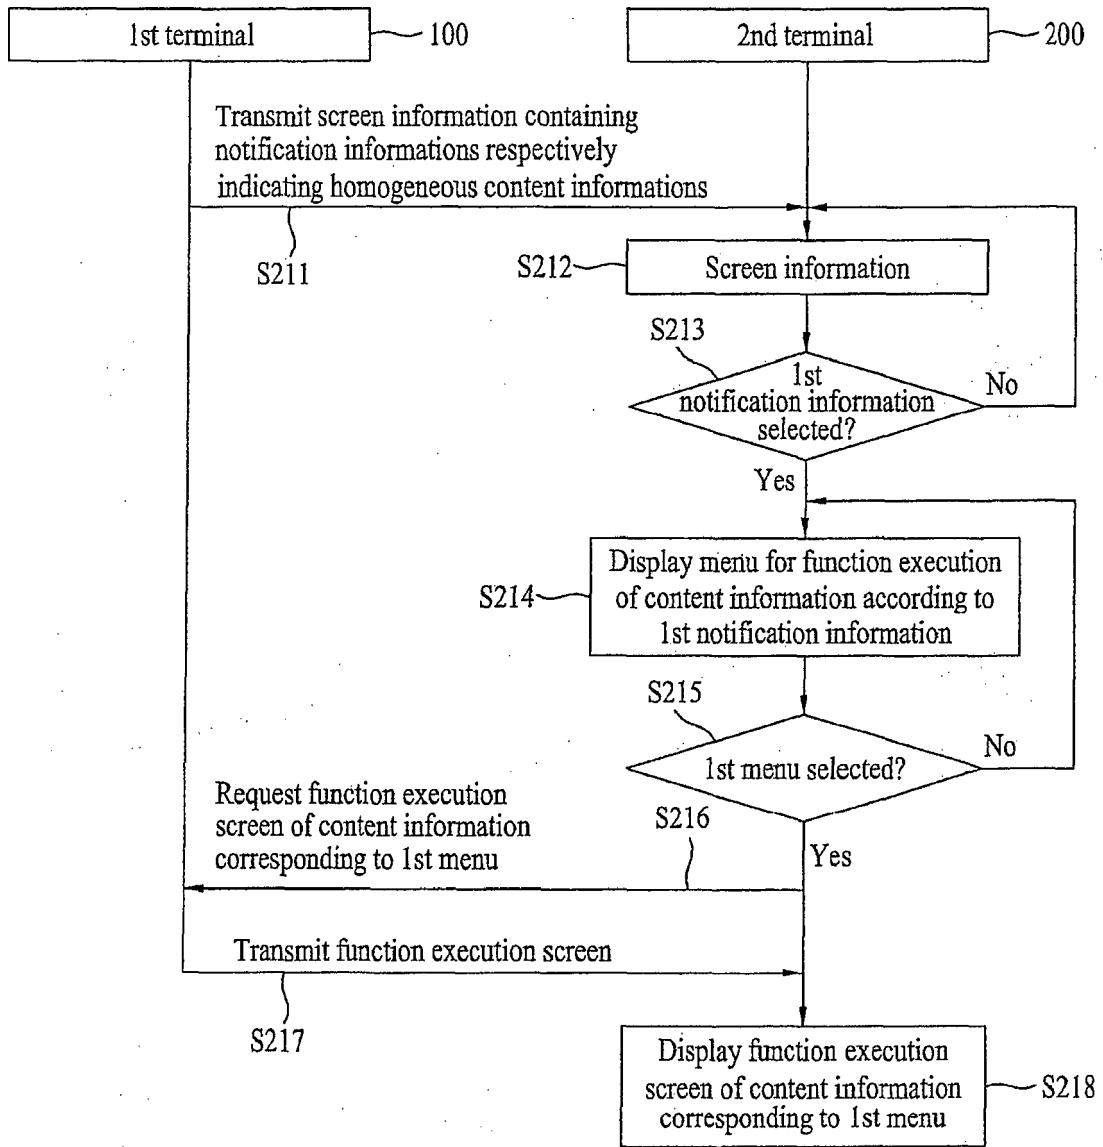 1st terminal
100
2nd terminal
200
Transmit screen information containing
notification informations respectively
indicating homogeneous content informations
S211
S212
Screen information
S213
1st
notification information
selected?
No
Yes
S214
Display menu for function execution
of content information according to
1st notification information
S215
1st menu selected?
No
Request function execution
screen of content information
corresponding to 1st menu
S216
Yes
Transmit function execution screen
S217
Display function execution
screen of content information
corresponding to 1st menu
S218